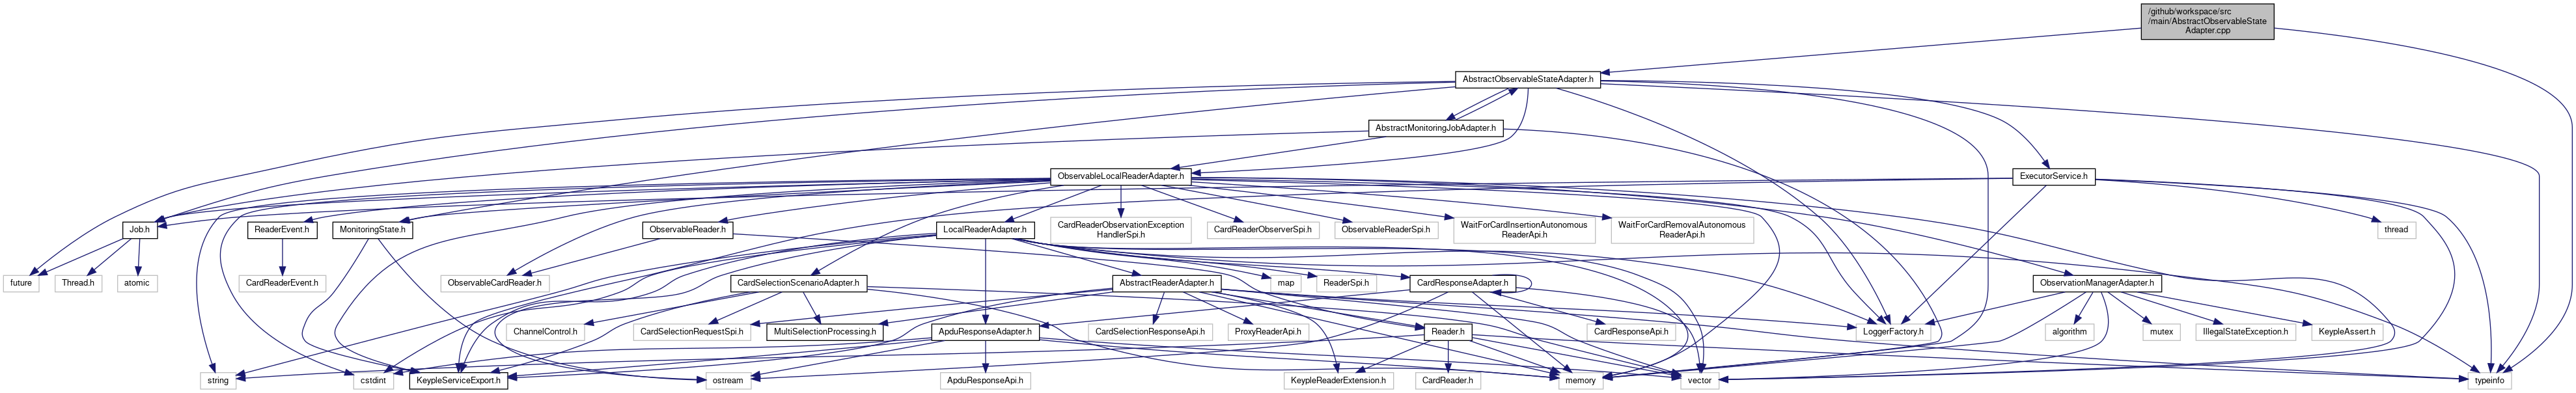 /github/workspace/src
/main/AbstractObservableState
Adapter.cpp
AbstractObservableStateAdapter.h
AbstractMonitoringJobAdapter.h
ObservableLocalReaderAdapter.h
ExecutorService.h
Job.h
ReaderEvent.h
MonitoringState.h
ObservableReader.h
LocalReaderAdapter.h
CardReaderObservationException
HandlerSpi.h
CardReaderObserverSpi.h
ObservableReaderSpi.h
WaitForCardInsertionAutonomous
ReaderApi.h
WaitForCardRemovalAutonomous
ReaderApi.h
thread
future
Thread.h
atomic
CardReaderEvent.h
ObservableCardReader.h
CardSelectionScenarioAdapter.h
AbstractReaderAdapter.h
map
ReaderSpi.h
CardResponseAdapter.h
ObservationManagerAdapter.h
ChannelControl.h
CardSelectionRequestSpi.h
MultiSelectionProcessing.h
ApduResponseAdapter.h
CardSelectionResponseApi.h
ProxyReaderApi.h
Reader.h
CardResponseApi.h
LoggerFactory.h
algorithm
mutex
IllegalStateException.h
KeypleAssert.h
string
cstdint
KeypleServiceExport.h
ostream
ApduResponseApi.h
KeypleReaderExtension.h
CardReader.h
memory
vector
typeinfo